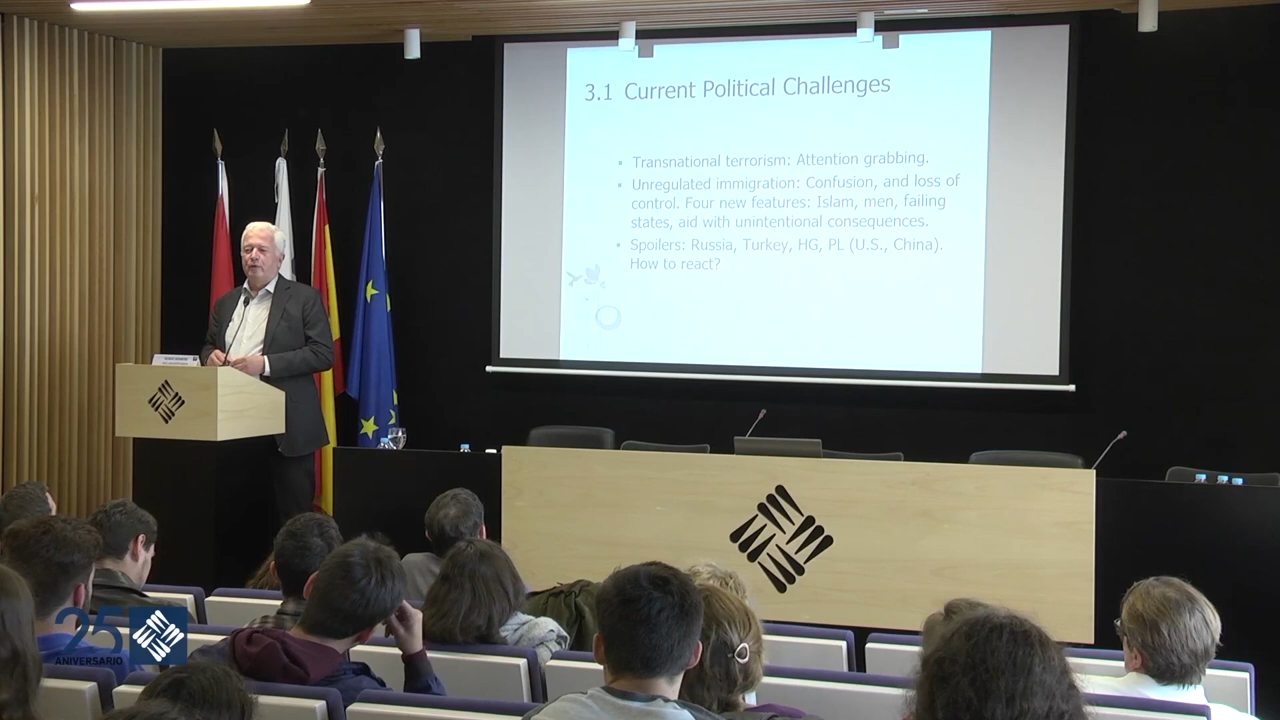 3.1 Current Political Challenges
▪ Transnational terrorism: Attention grabbing.
▪ Unregulated immigration: Confusion, and loss of
control. Four new features: Islam, men, failing
states, aid with unintentional consequences.
▪ Spoilers: Russia, Turkey, HG, PL (U.S., China).
How to react?
25
ANIVERSARIO